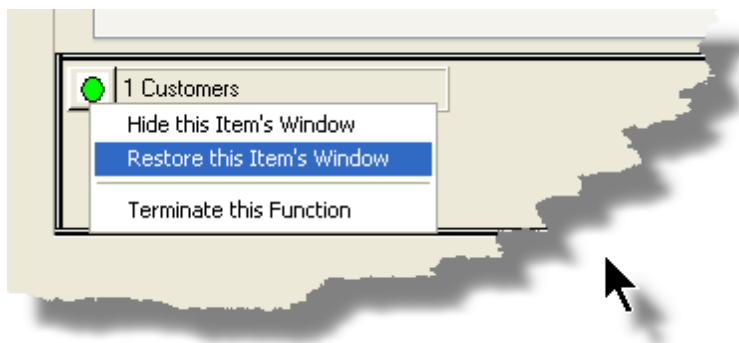 1 Customers
Hide this Item's Window
Restore this Item's Window
Terminate this Function